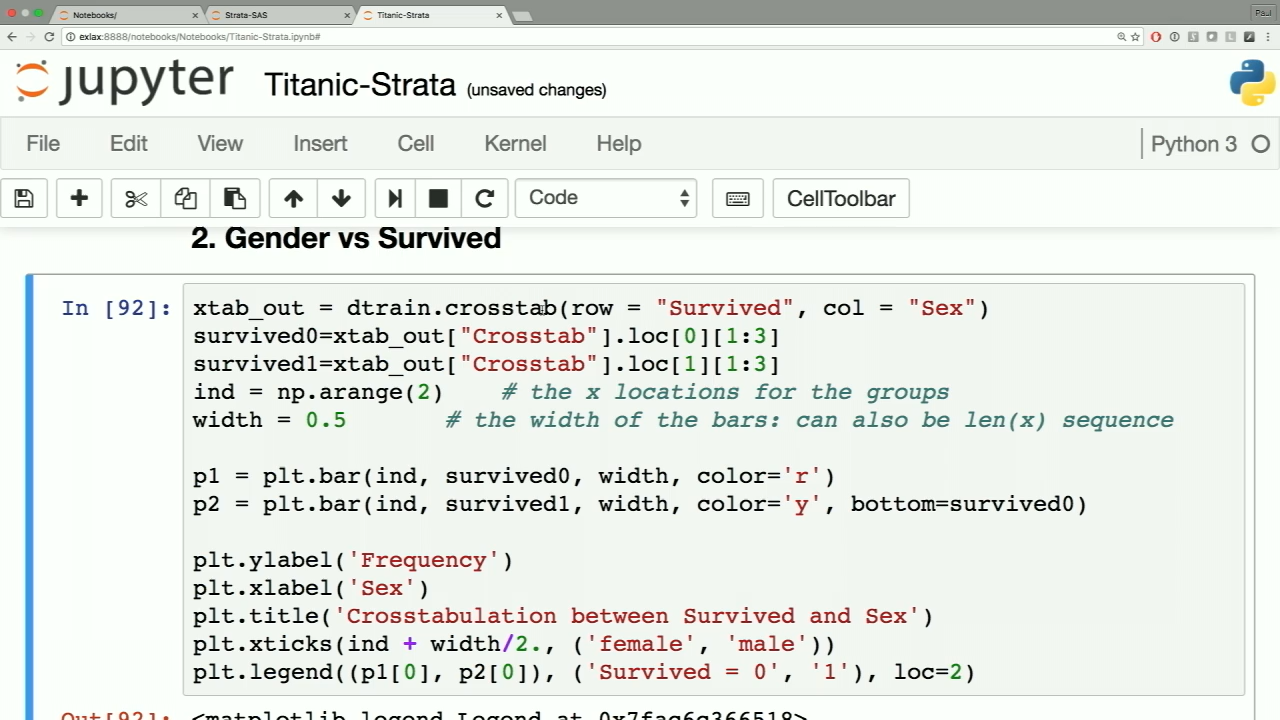 Notebooks/
Strata-SAS
Titanic-Strata
Paul
exlax:8888/notebooks/Notebooks/Titanic-Strata.ipynb#
jupyter
Titanic-Strata (unsaved changes)
File Edit View Insert Cell Kernel Help
Python 3
Code
CellToolbar
2. Gender vs Survived
In [92]:
xtab_out = dtrain.crosstab(row = "Survived", col = "Sex")
survived0=xtab_out["Crosstab"].loc[0][1:3]
survived1=xtab_out["Crosstab"].loc[1][1:3]
ind = np.arange(2)    # the x locations for the groups
width = 0.5       # the width of the bars: can also be len(x) sequence
p1 = plt.bar(ind, survived0, width, color='r')
p2 = plt.bar(ind, survived1, width, color='y', bottom=survived0)
plt.ylabel('Frequency')
plt.xlabel('Sex')
plt.title('Crosstabulation between Survived and Sex')
plt.xticks(ind + width/2., ('female', 'male'))
plt.legend((p1[0], p2[0]), ('Survived = 0', '1'), loc=2)
Out[92]: <matplotlib.legend.Legend at